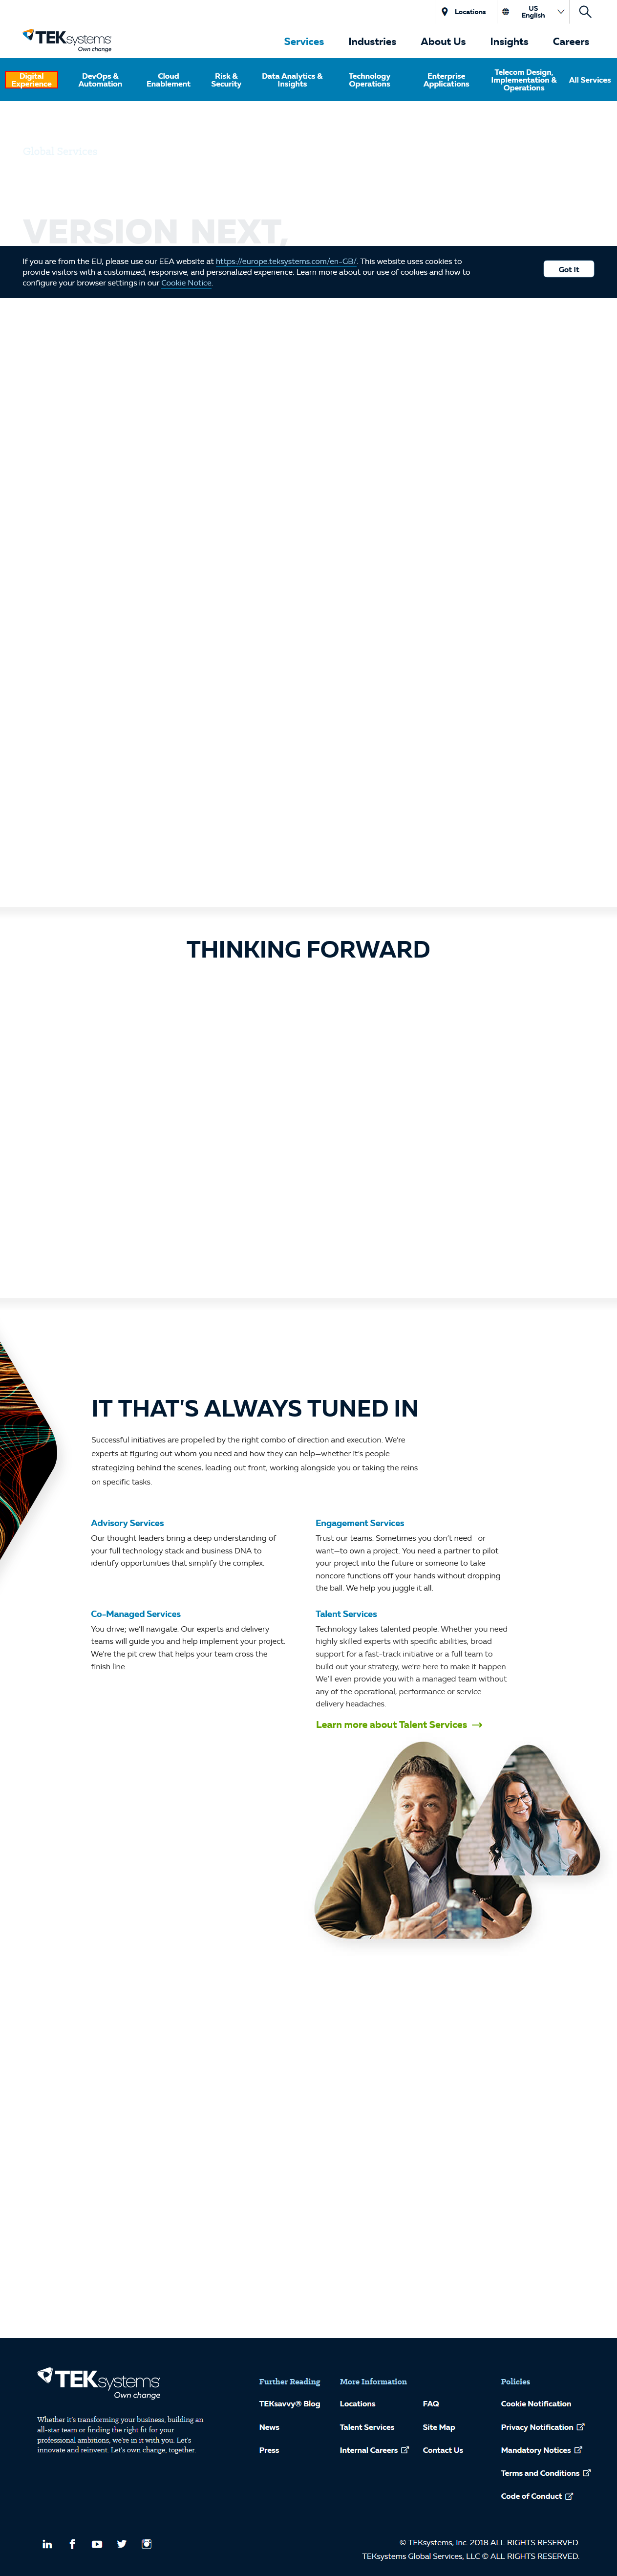 Locations
US
English
TEKsystems
Own change
Services
Industries
About Us
Insights
Careers
Digital
Experience
DevOps &
Automation
Cloud
Enablement
Risk &
Security
Data Analytics &
Insights
Technology
Operations
Enterprise
Applications
Telecom Design,
Implementation &
Operations
All Services
Global Services
VERSION NEXT,
If you are from the EU, please use our EEA website at https://europe.teksystems.com/en-GB/. This website uses cookies to
provide visitors with a customized, responsive, and personalized experience. Learn more about our use of cookies and how to
configure your browser settings in our Cookie Notice.
Got It
THINKING FORWARD
IT THAT'S ALWAYS TUNED IN
Successful initiatives are propelled by the right combo of direction and execution. We're
experts at figuring out whom you need and how they can help—whether it's people
strategizing behind the scenes, leading out front, working alongside you or taking the reins
on specific tasks.
Advisory Services
Our thought leaders bring a deep understanding of
your full technology stack and business DNA to
identify opportunities that simplify the complex.
Engagement Services
Trust our teams. Sometimes you don't need—or
want—to own a project. You need a partner to pilot
your project into the future or someone to take
noncore functions off your hands without dropping
the ball. We help you juggle it all.
Co-Managed Services
You drive; we'll navigate. Our experts and delivery
teams will guide you and help implement your project.
We're the pit crew that helps your team cross the
finish line.
Talent Services
Technology takes talented people. Whether you need
highly skilled experts with specific abilities, broad
support for a fast-track initiative or a full team to
build out your strategy, we're here to make it happen.
We'll even provide you with a managed team without
any of the operational, performance or service
delivery headaches.
Learn more about Talent Services
TEKsystems
Own change
Whether it's transforming your business, building an
all-star team or finding the right fit for your
professional ambitions, we're in it with you. Let's
innovate and reinvent. Let's own change, together.
Further Reading
TEKsavvy® Blog
News
Press
More Information
Locations
Talent Services
Internal Careers
FAQ
Site Map
Contact Us
Policies
Cookie Notification
Privacy Notification
Mandatory Notices
Terms and Conditions
Code of Conduct
© TEKsystems, Inc. 2018 ALL RIGHTS RESERVED.
TEKsystems Global Services, LLC © ALL RIGHTS RESERVED.